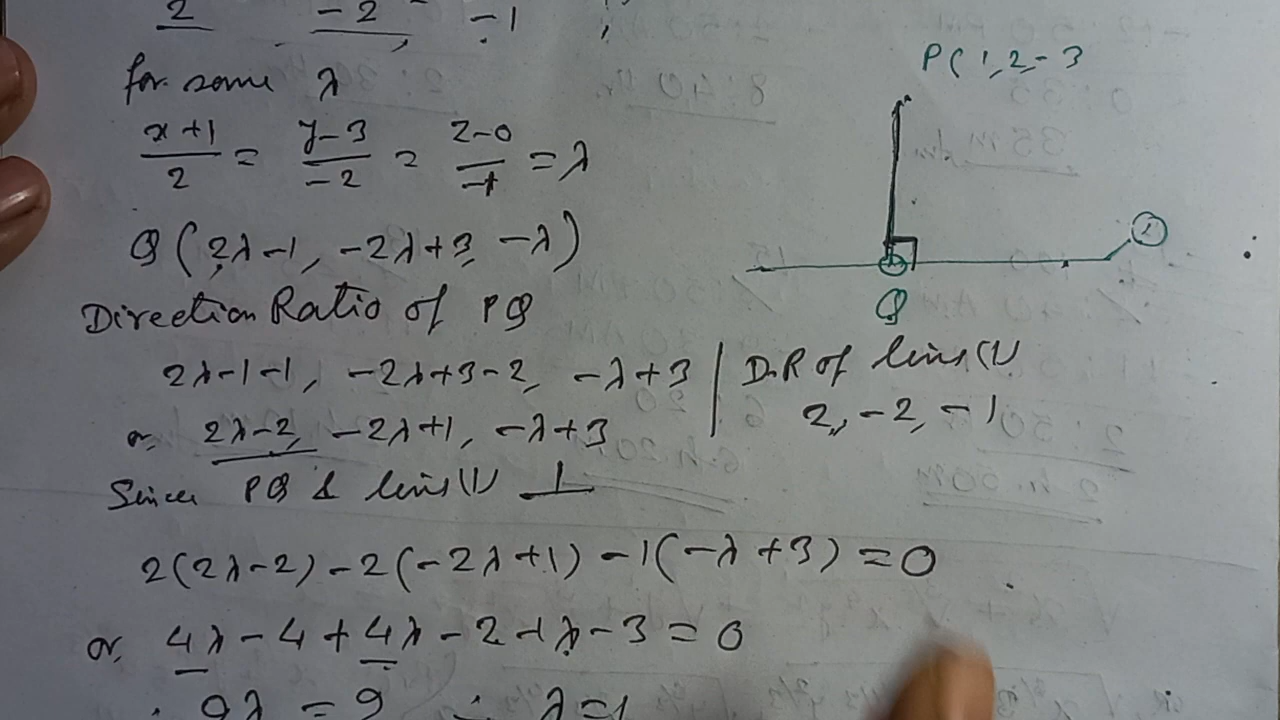 2 -2 -1 ;
for some λ
x+1/2 = y-3/-2 = z-0/-1 = λ
Q(2λ-1, -2λ+3, -λ)
Direction Ratio of PQ
2λ-1-1, -2λ+3-2, -λ+3
or, 2λ-2, -2λ+1, -λ+3
Since PQ & line(1) ⊥
2(2λ-2)-2(-2λ+1)-1(-λ+3)=0
or, 4λ-4+4λ-2+λ-3=0
9λ=9 ∴ λ=1
P(1,2,-3
Q
D.R of line(1)
2,-2,-1